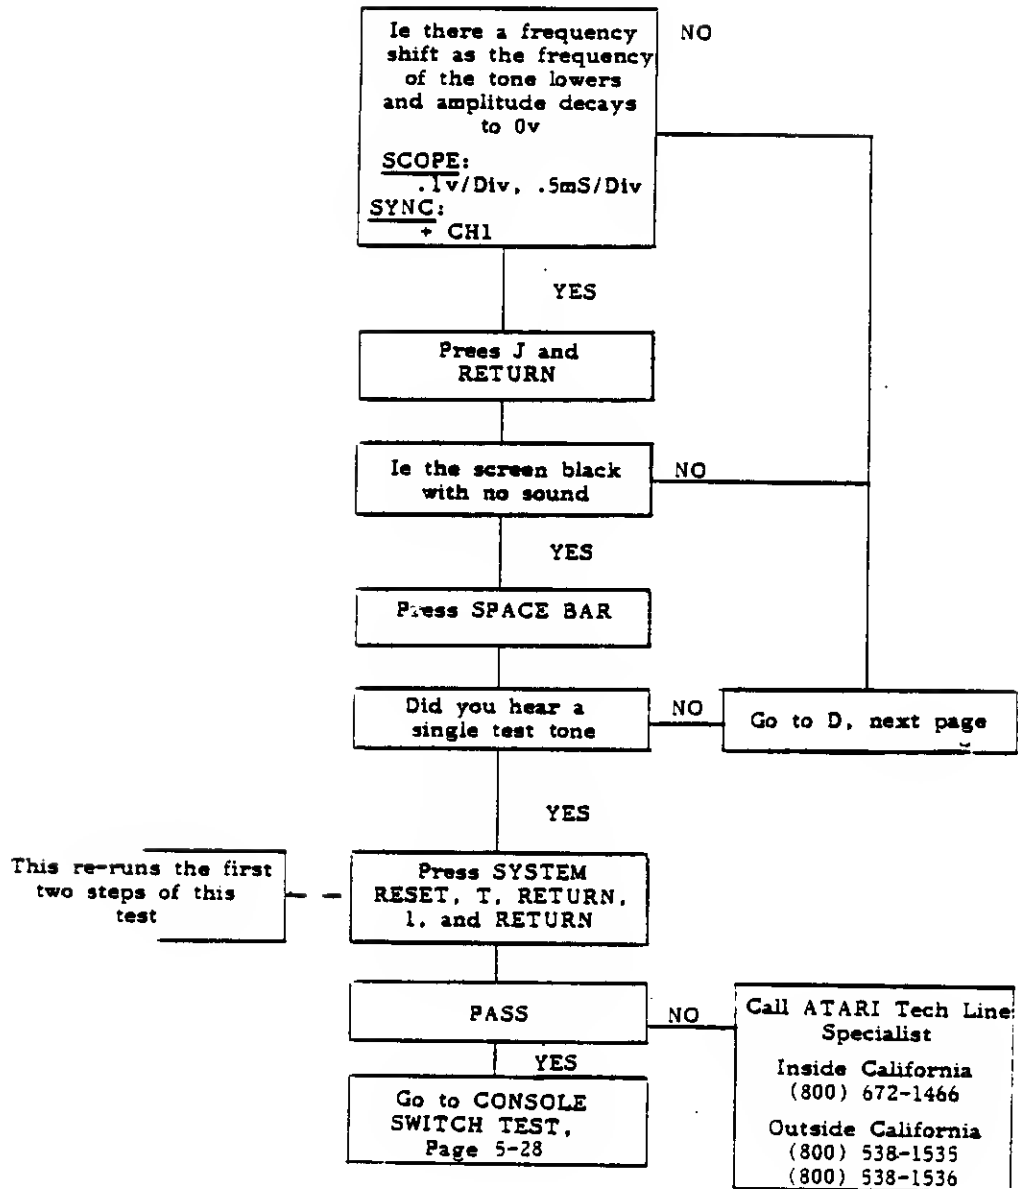 Ie there a frequency
shift as the frequency
of the tone lowers
and amplitude decays
to 0v
SCOPE:
.1v/Div, .5mS/Div
SYNC:
+ CH1
NO
YES
Prees J and
RETURN
Ie the screen black
with no sound
NO
YES
Press SPACE BAR
Did you hear a
single test tone
NO
Go to D, next page
YES
This re-runs the first
two steps of this
test
Press SYSTEM
RESET, T, RETURN,
1, and RETURN
PASS
NO
YES
Call ATARI Tech Line
Specialist
Inside California
(800) 672-1466
Outside California
(800) 538-1535
(800) 538-1536
Go to CONSOLE
SWITCH TEST,
Page 5-28